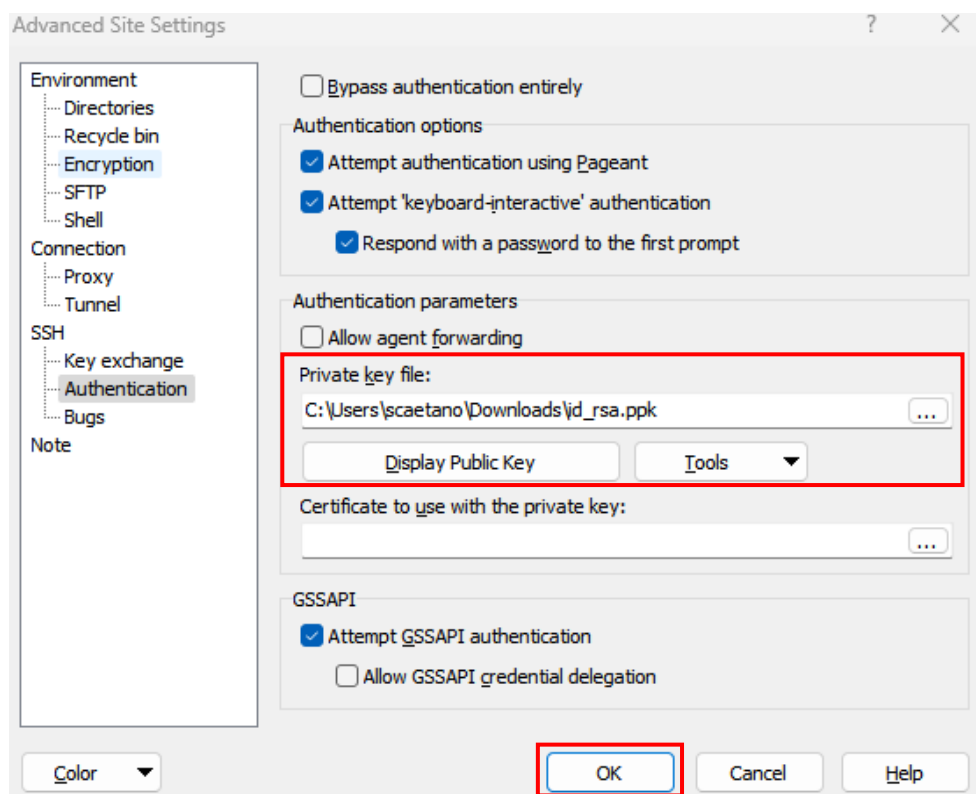 Advanced Site Settings
?
Environment
Directories
Recycle bin
Encryption
SFTP
Shell
Connection
Proxy
Tunnel
SSH
Key exchange
Authentication
Bugs
Note
Bypass authentication entirely
Authentication options
Attempt authentication using Pageant
Attempt 'keyboard-interactive' authentication
Respond with a password to the first prompt
Authentication parameters
Allow agent forwarding
Private key file:
C:\Users\scaetano\Downloads\id_rsa.ppk
...
Display Public Key
Tools
Certificate to use with the private key:
...
GSSAPI
Attempt GSSAPI authentication
Allow GSSAPI credential delegation
Color
OK
Cancel
Help